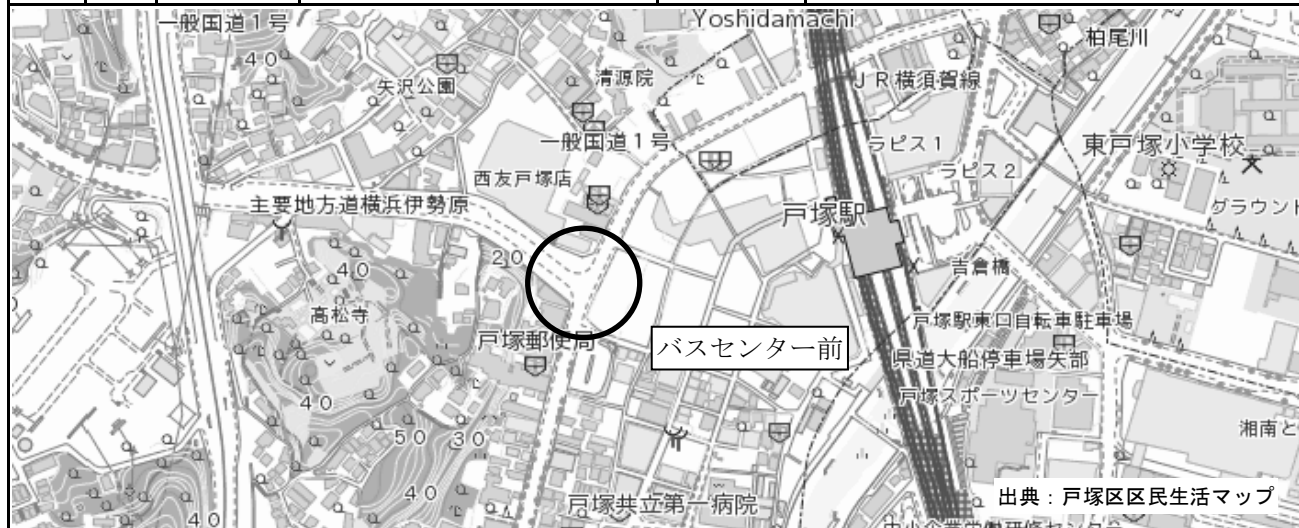 一般国道1号
Yoshidamachi
柏尾川
40
矢沢公園
清源院
JR横須賀線
一般国道1号
ラピス1
東戸塚小学校
西友戸塚店
ラピス2
主要地方道横浜伊勢原
戸塚駅
グラウント
20
40
40
吉倉橋
高松寺
戸塚郵便局
バスセンター前
戸塚駅東口自転車駐車場
県道大船停車場矢部
40
戸塚スポーツセンター
50
30
湘南と
40
戸塚共立第一病院
出典：戸塚区区民生活マップ
40